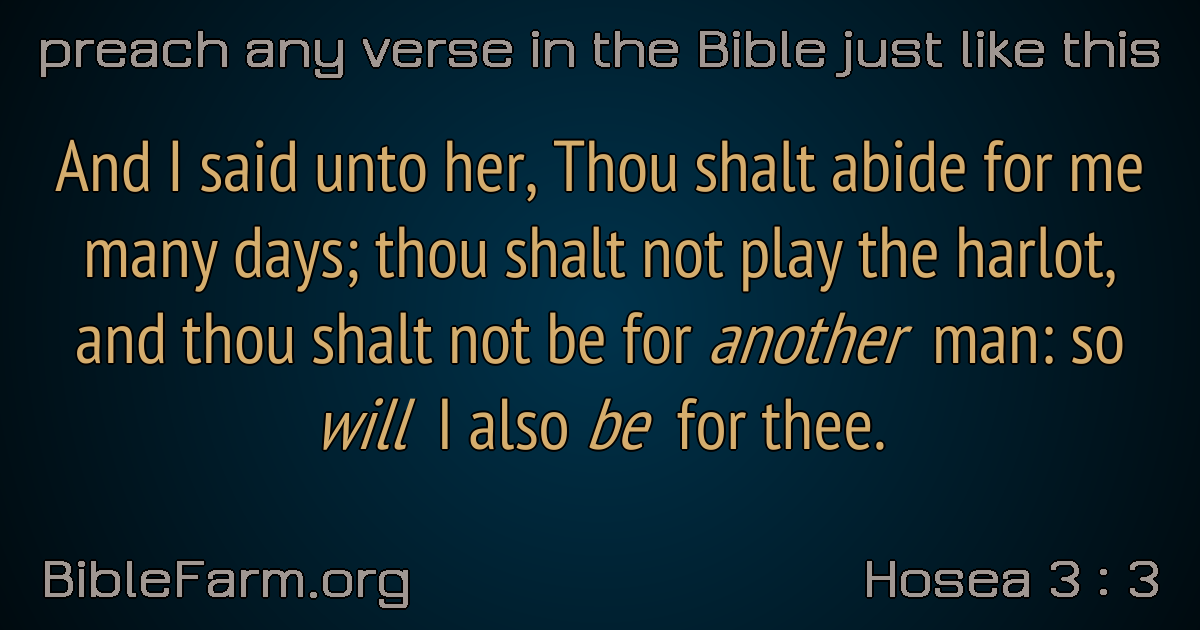 preach any verse in the Bible just like this
And I said unto her, Thou shalt abide for me
many days; thou shalt not play the harlot,
and thou shalt not be for another man: so
will I also be for thee.
BibleFarm.org
Hosea 3 : 3